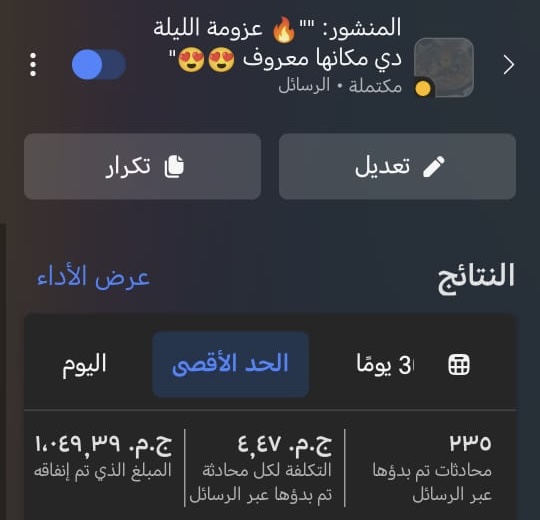 المنشور: ""🔥 عزومة الليلة
دي مكانها معروف 😍😍"
مكتملة • الرسائل
تعديل
تكرار
النتائج
عرض الأداء
3 يومًا
الحد الأقصى
اليوم
٢٣٥
محادثات تم بدؤها
عبر الرسائل
ج.م. ٤,٤٧
التكلفة لكل محادثة
تم بدؤها عبر الرسائل
ج.م. ١,٠٤٩,٣٩
المبلغ الذي تم إنفاقه